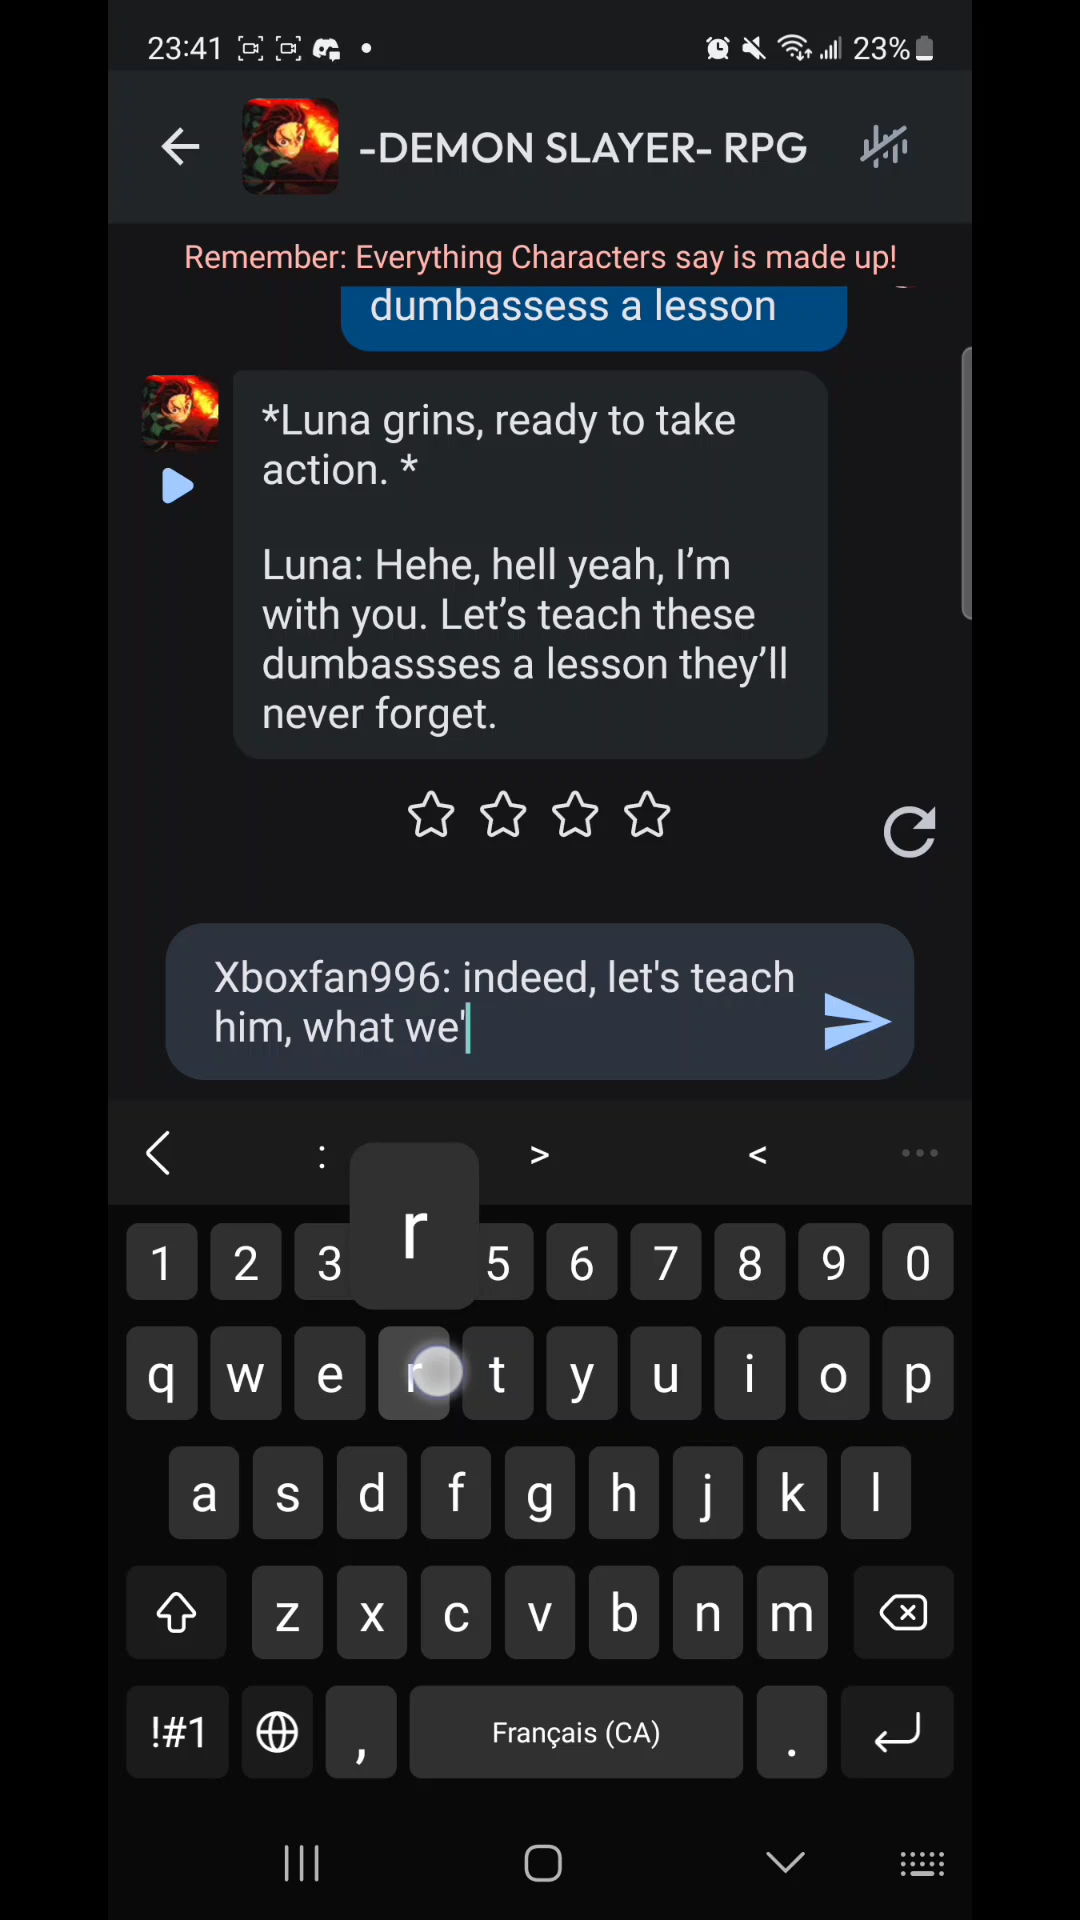 23:41 23%
-DEMON SLAYER- RPG
Remember: Everything Characters say is made up!
dumbassess a lesson
*Luna grins, ready to take
action. *
Luna: Hehe, hell yeah, I’m
with you. Let’s teach these
dumbassses a lesson they’ll
never forget.
Xboxfan996: indeed, let's teach
him, what we'
: > <
r
1 2 3 5 6 7 8 9 0
q w e r t y u i o p
a s d f g h j k l
z x c v b n m
!#1 , Français (CA) .